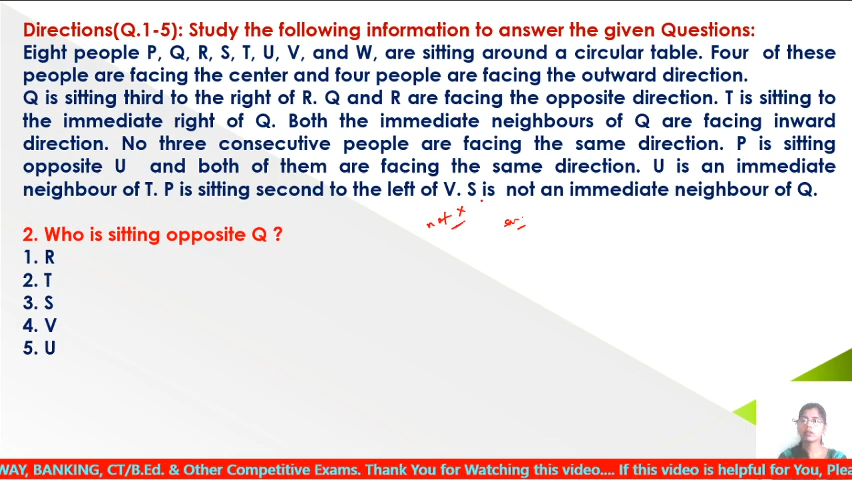 Directions(Q.1-5): Study the following information to answer the given Questions:
Eight people P, Q, R, S, T, U, V, and W, are sitting around a circular table. Four of these
people are facing the center and four people are facing the outward direction.
Q is sitting third to the right of R. Q and R are facing the opposite direction. T is sitting to
the immediate right of Q. Both the immediate neighbours of Q are facing inward
direction. No three consecutive people are facing the same direction. P is sitting
opposite U and both of them are facing the same direction. U is an immediate
neighbour of T. P is sitting second to the left of V. S is not an immediate neighbour of Q.
not x
2. Who is sitting opposite Q ?
1. R
2. T
3. S
4. V
5. U
WAY, BANKING, CT/B.Ed. & Other Competitive Exams. Thank You for Watching this video.... If this video is helpful for You, Plea